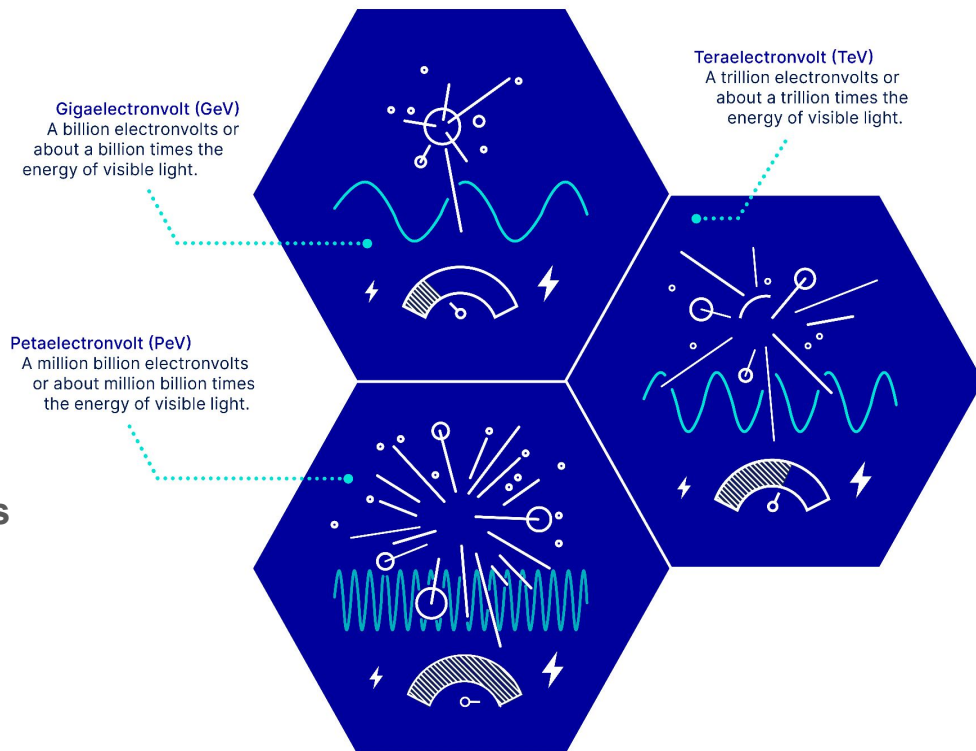 Gigaelectronvolt (GeV)
A billion electronvolts or
about a billion times the
energy of visible light.
Teraelectronvolt (TeV)
A trillion electronvolts or
about a trillion times the
energy of visible light.
Petaelectronvolt (PeV)
A million billion electronvolts
or about million billion times
the energy of visible light.
s